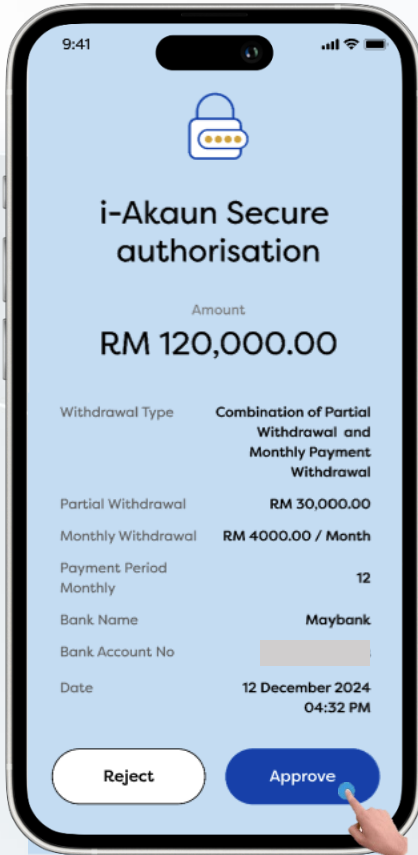 9:41
i-Akaun Secure
authorisation
Amount
RM 120,000.00
Withdrawal Type
Combination of Partial
Withdrawal and
Monthly Payment
Withdrawal
Partial Withdrawal
RM 30,000.00
Monthly Withdrawal
RM 4000.00 / Month
Payment Period
Monthly
12
Bank Name
Maybank
Bank Account No
Date
12 December 2024
04:32 PM
Reject
Approve